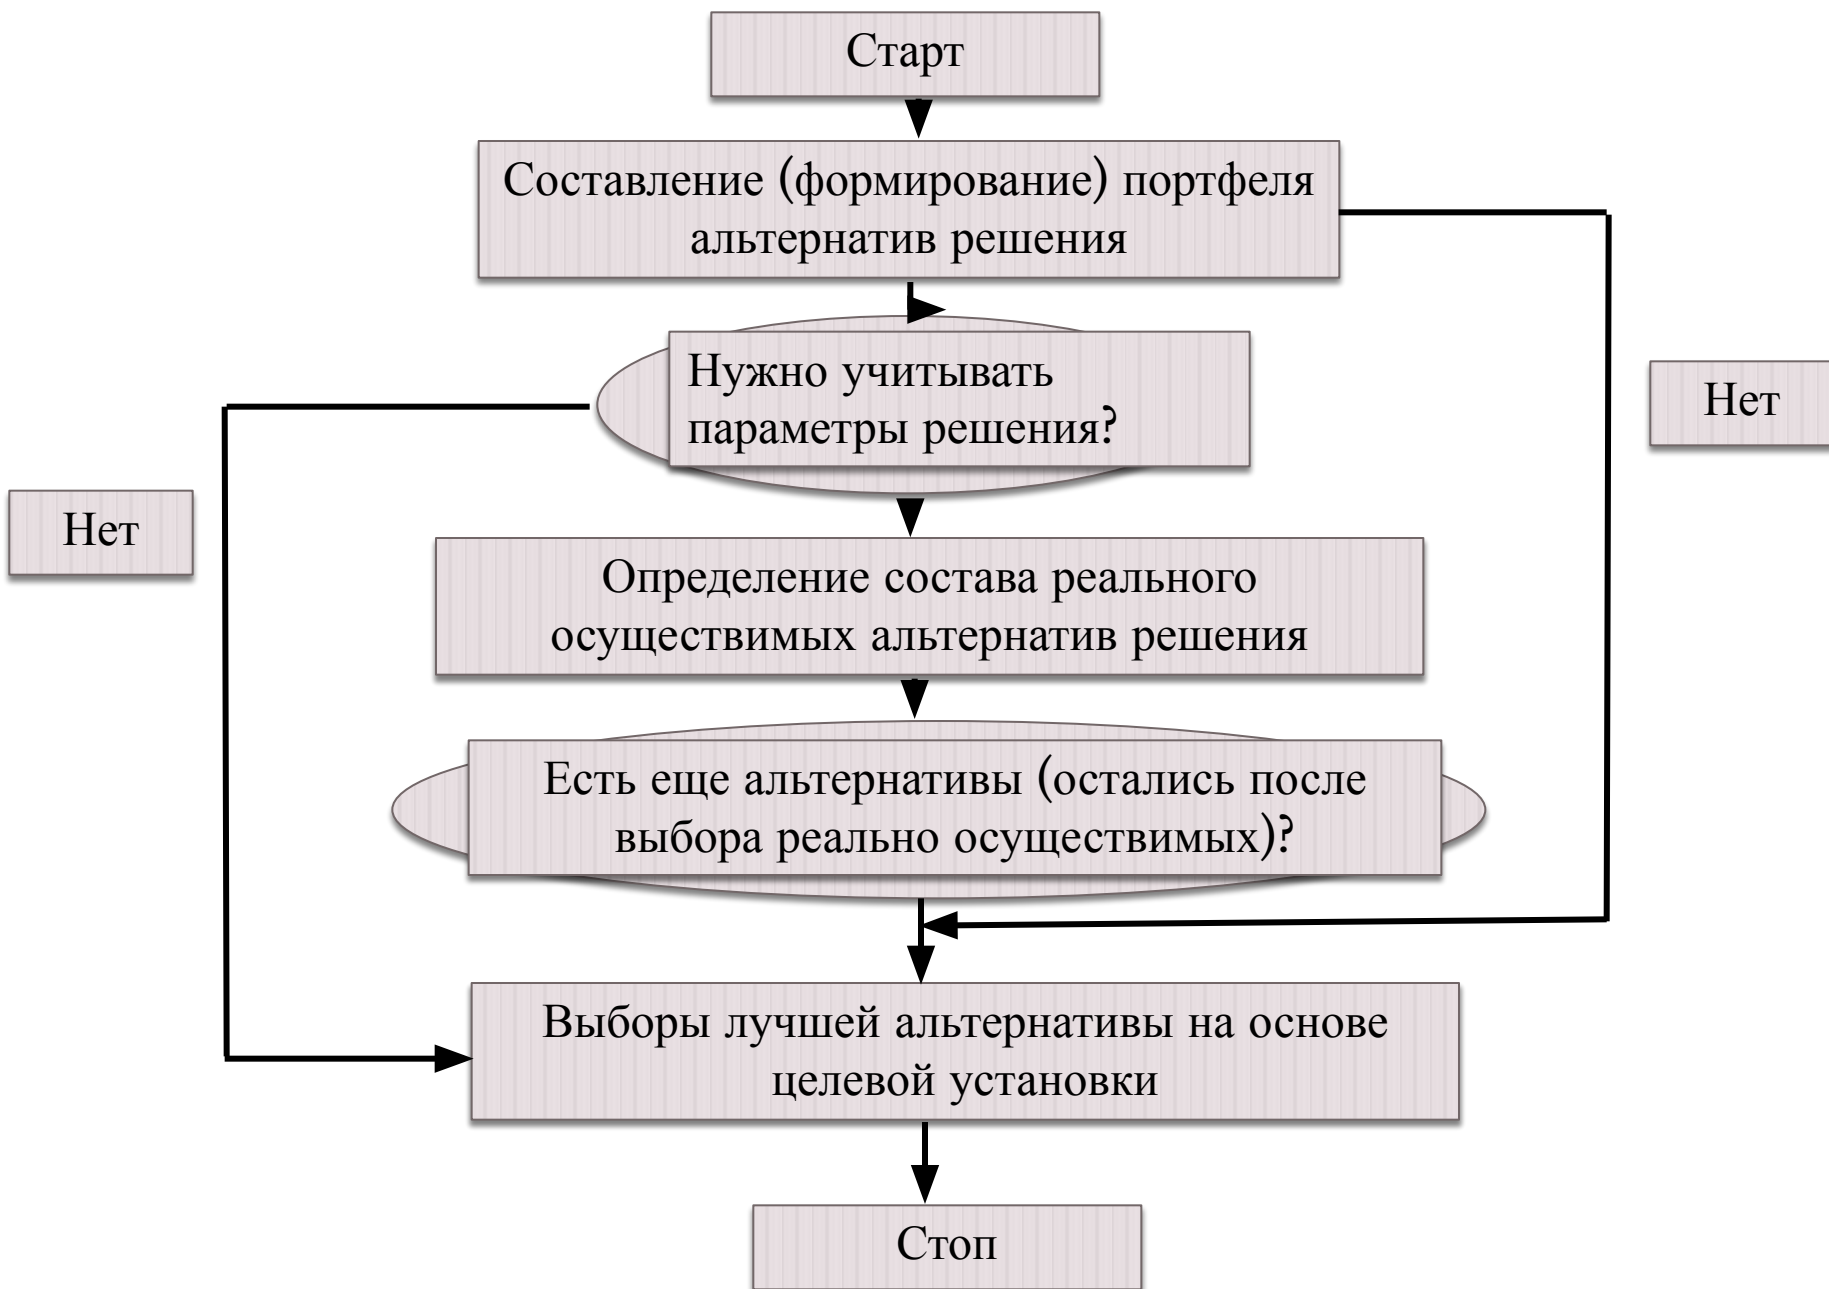 Старт
Составление (формирование) портфеля
альтернатив решения
Нужно учитывать
параметры решения?
Нет
Нет
Определение состава реального
осуществимых альтернатив решения
Есть еще альтернативы (остались после
выбора реально осуществимых)?
Выборы лучшей альтернативы на основе
целевой установки
Стоп